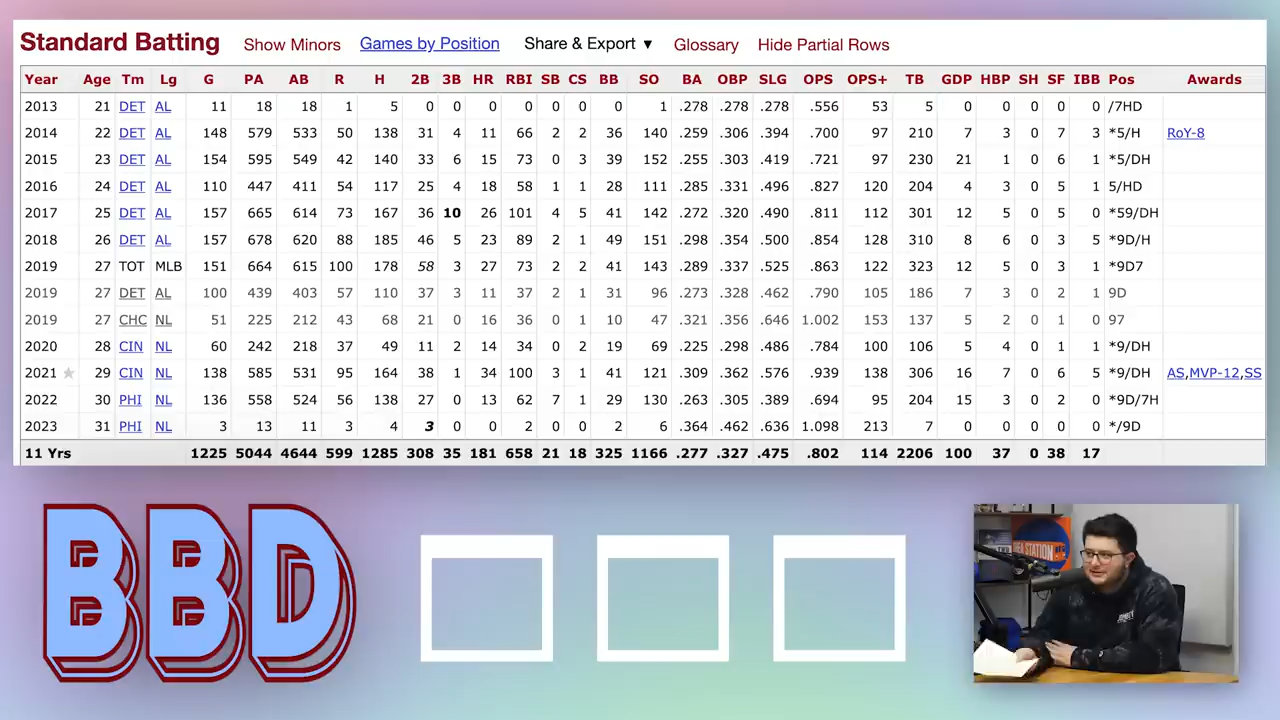 Standard Batting Show Minors Games by Position Share & Export ▼ Glossary Hide Partial Rows
Year Age Tm Lg G PA AB R H 2B 3B HR RBI SB CS BB SO BA OBP SLG OPS OPS+ TB GDP HBP SH SF IBB Pos Awards
2013 21 DET AL 11 18 18 1 5 0 0 0 0 0 0 0 1 .278 .278 .278 .556 53 5 0 0 0 0 0 /7HD
2014 22 DET AL 148 579 533 50 138 31 4 11 66 2 2 36 140 .259 .306 .394 .700 97 210 7 3 0 7 3 *5/H RoY-8
2015 23 DET AL 154 595 549 42 140 33 6 15 73 0 3 39 152 .255 .303 .419 .721 97 230 21 1 0 6 1 *5/DH
2016 24 DET AL 110 447 411 54 117 25 4 18 58 1 1 28 111 .285 .331 .496 .827 120 204 4 3 0 5 1 5/HD
2017 25 DET AL 157 665 614 73 167 36 10 26 101 4 5 41 142 .272 .320 .490 .811 112 301 12 5 0 5 0 *59/DH
2018 26 DET AL 157 678 620 88 185 46 5 23 89 2 1 49 151 .298 .354 .500 .854 128 310 8 6 0 3 5 *9D/H
2019 27 TOT MLB 151 664 615 100 178 58 3 27 73 2 2 41 143 .289 .337 .525 .863 122 323 12 5 0 3 1 *9D7
2019 27 DET AL 100 439 403 57 110 37 3 11 37 2 1 31 96 .273 .328 .462 .790 105 186 7 3 0 2 1 9D
2019 27 CHC NL 51 225 212 43 68 21 0 16 36 0 1 10 47 .321 .356 .646 1.002 153 137 5 2 0 1 0 97
2020 28 CIN NL 60 242 218 37 49 11 2 14 34 0 2 19 69 .225 .298 .486 .784 100 106 5 4 0 1 1 *9/DH
2021 ★ 29 CIN NL 138 585 531 95 164 38 1 34 100 3 1 41 121 .309 .362 .576 .939 138 306 16 7 0 6 5 *9/DH AS,MVP-12,SS
2022 30 PHI NL 136 558 524 56 138 27 0 13 62 7 1 29 130 .263 .305 .389 .694 95 204 15 3 0 2 0 *9D/7H
2023 31 PHI NL 3 13 11 3 4 3 0 0 2 0 0 2 6 .364 .462 .636 1.098 213 7 0 0 0 0 0 */9D
11 Yrs 1225 5044 4644 599 1285 308 35 181 658 21 18 325 1166 .277 .327 .475 .802 114 2206 100 37 0 38 17
BBD